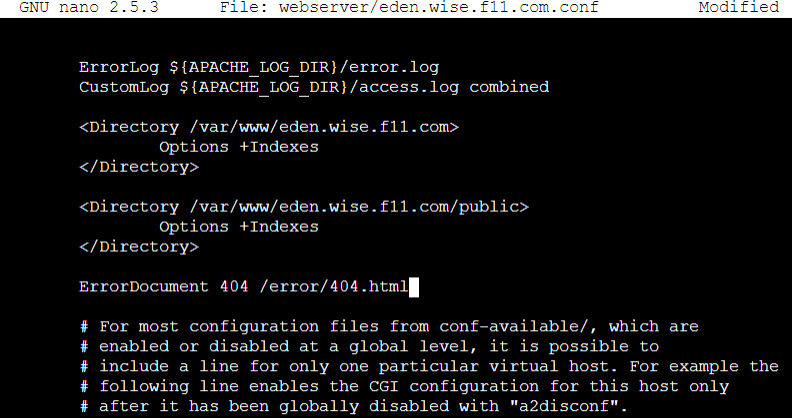 GNU nano 2.5.3 File: webserver/eden.wise.f11.com.conf Modified
ErrorLog ${APACHE_LOG_DIR}/error.log
CustomLog ${APACHE_LOG_DIR}/access.log combined
<Directory /var/www/eden.wise.f11.com>
Options +Indexes
</Directory>
<Directory /var/www/eden.wise.f11.com/public>
Options +Indexes
</Directory>
ErrorDocument 404 /error/404.html
# For most configuration files from conf-available/, which are
# enabled or disabled at a global level, it is possible to
# include a line for only one particular virtual host. For example the
# following line enables the CGI configuration for this host only
# after it has been globally disabled with "a2disconf".